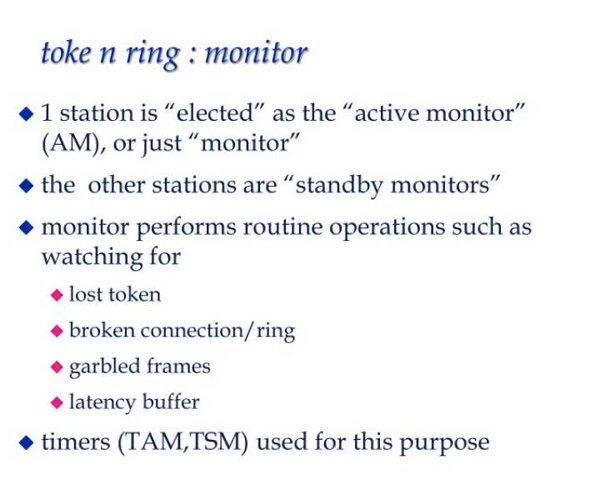 toke n ring : monitor
1 station is “elected” as the “active monitor”
(AM), or just “monitor”
the other stations are “standby monitors”
monitor performs routine operations such as
watching for
lost token
broken connection/ring
garbled frames
latency buffer
timers (TAM,TSM) used for this purpose